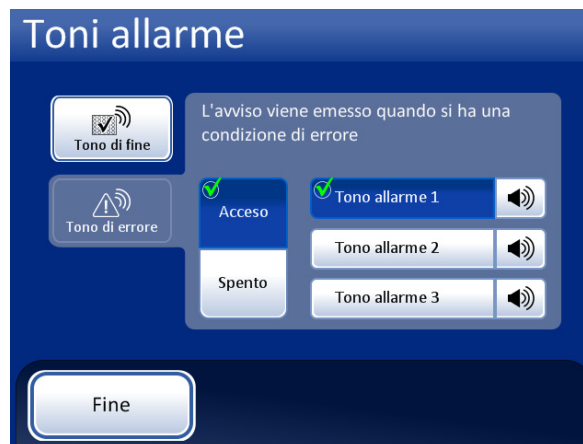 Toni allarme
Tono di fine
L'avviso viene emesso quando si ha una
condizione di errore
Tono di errore
Acceso
Spento
Tono allarme 1
Tono allarme 2
Tono allarme 3
Fine